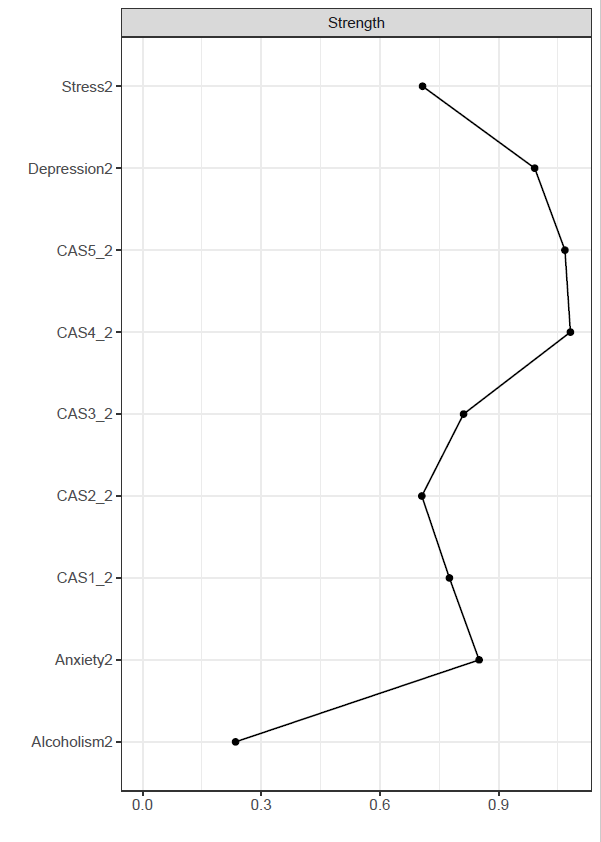 Strength
Stress2
Depression2
CAS5_2
CAS4_2
CAS3_2
CAS2_2
CAS1_2
Anxiety2
Alcoholism2
0.0 0.3 0.6 0.9